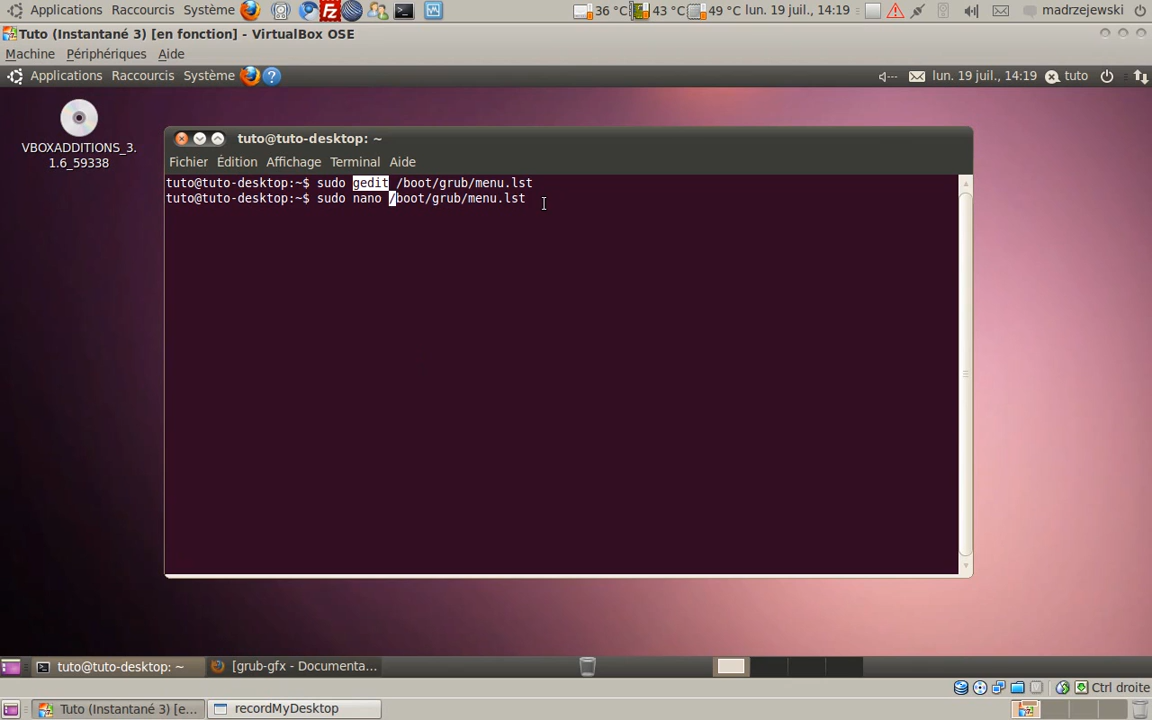 Applications Raccourcis Système 36 °C 43 °C 49 °C lun. 19 juil., 14:19 madrzejewski
Tuto (Instantané 3) [en fonction] - VirtualBox OSE
Machine Périphériques Aide
Applications Raccourcis Système lun. 19 juil., 14:19 tuto
VBOXADDITIONS_3.
1.6_59338
tuto@tuto-desktop: ~
Fichier Édition Affichage Terminal Aide
tuto@tuto-desktop:~$ sudo gedit /boot/grub/menu.lst
tuto@tuto-desktop:~$ sudo nano /boot/grub/menu.lst
tuto@tuto-desktop: ~ [grub-gfx - Documenta...
Ctrl droite
Tuto (Instantané 3) [e... recordMyDesktop